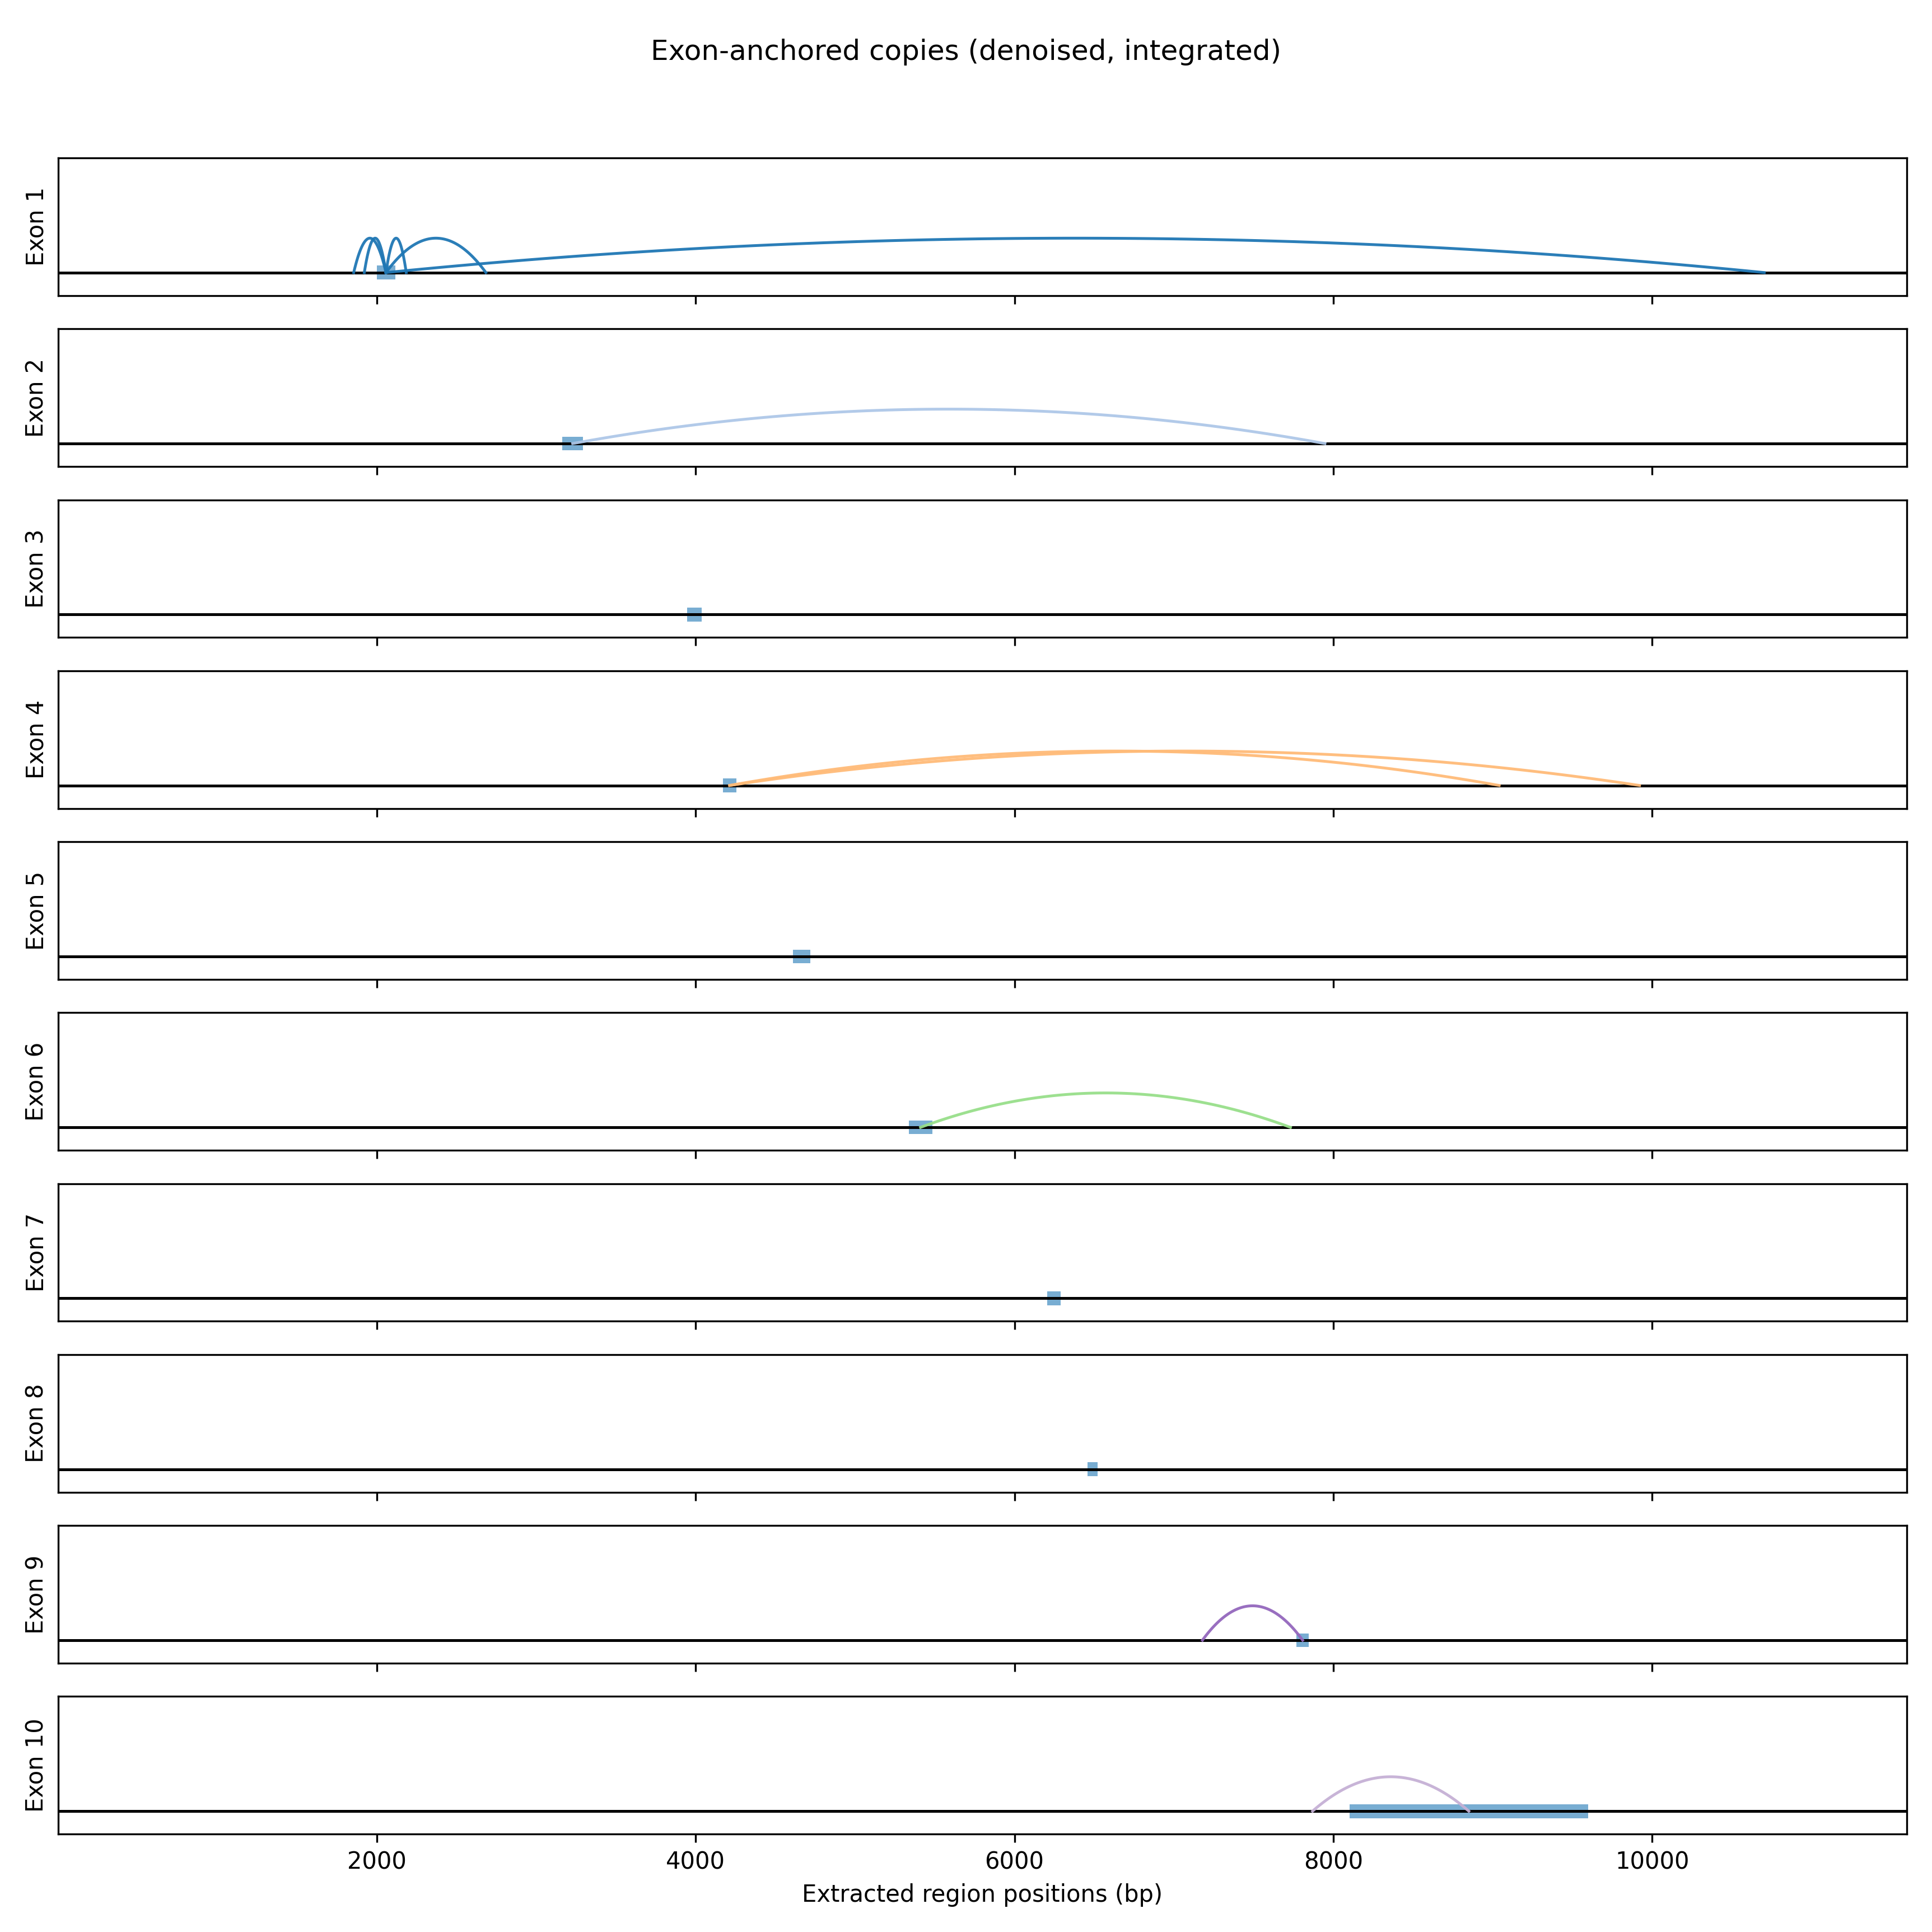 Exon-anchored copies (denoised, integrated)
Exon 1
Exon 2
Exon 3
Exon 4
Exon 5
Exon 6
Exon 7
Exon 8
Exon 9
Exon 10
2000 4000 6000 8000 10000
Extracted region positions (bp)